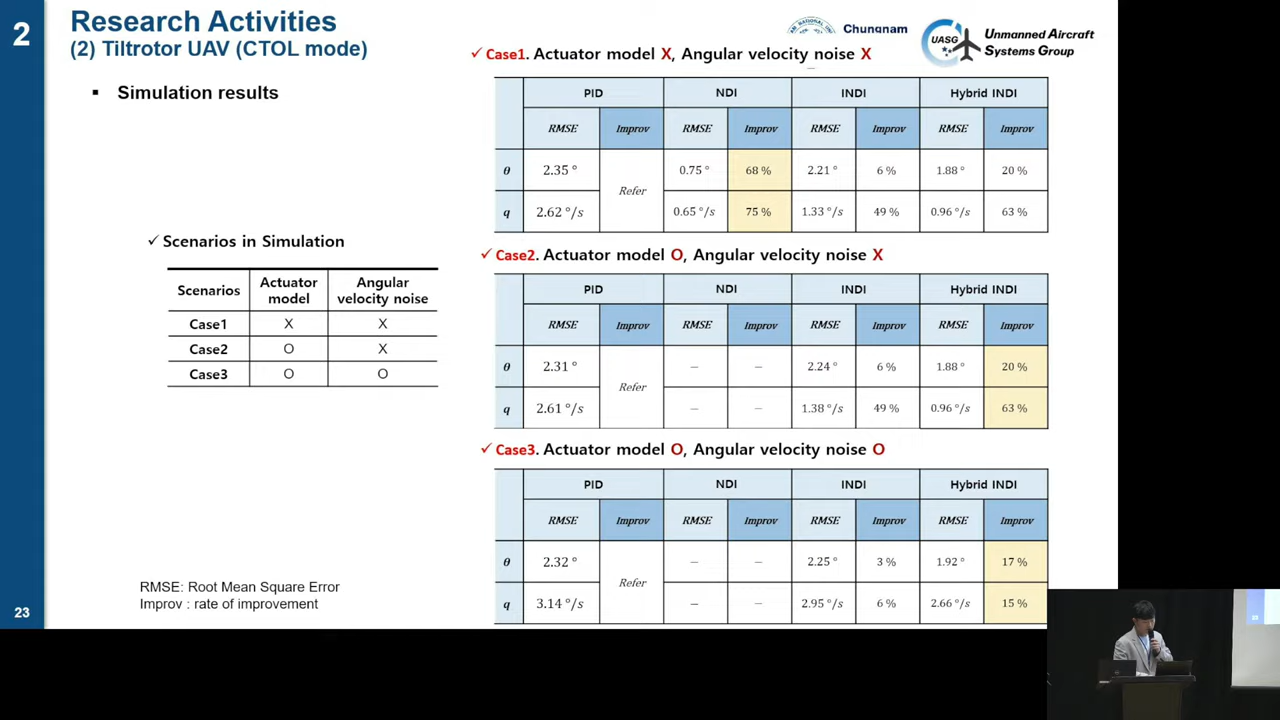 2
Research Activities
(2) Tiltrotor UAV (CTOL mode)
Chungnam
UASG
Unmanned Aircraft
Systems Group
▪ Simulation results
✓ Scenarios in Simulation
Scenarios Actuator model Angular velocity noise
Case1 X X
Case2 O X
Case3 O O
RMSE: Root Mean Square Error
Improv : rate of improvement
23
✓ Case1. Actuator model X, Angular velocity noise X
PID NDI INDI Hybrid INDI
RMSE Improv RMSE Improv RMSE Improv RMSE Improv
θ 2.35 ° Refer 0.75 ° 68 % 2.21 ° 6 % 1.88 ° 20 %
q 2.62 °/s 0.65 °/s 75 % 1.33 °/s 49 % 0.96 °/s 63 %
✓ Case2. Actuator model O, Angular velocity noise X
PID NDI INDI Hybrid INDI
RMSE Improv RMSE Improv RMSE Improv RMSE Improv
θ 2.31 ° Refer – – 2.24 ° 6 % 1.88 ° 20 %
q 2.61 °/s – – 1.38 °/s 49 % 0.96 °/s 63 %
✓ Case3. Actuator model O, Angular velocity noise O
PID NDI INDI Hybrid INDI
RMSE Improv RMSE Improv RMSE Improv RMSE Improv
θ 2.32 ° Refer – – 2.25 ° 3 % 1.92 ° 17 %
q 3.14 °/s – – 2.95 °/s 6 % 2.66 °/s 15 %